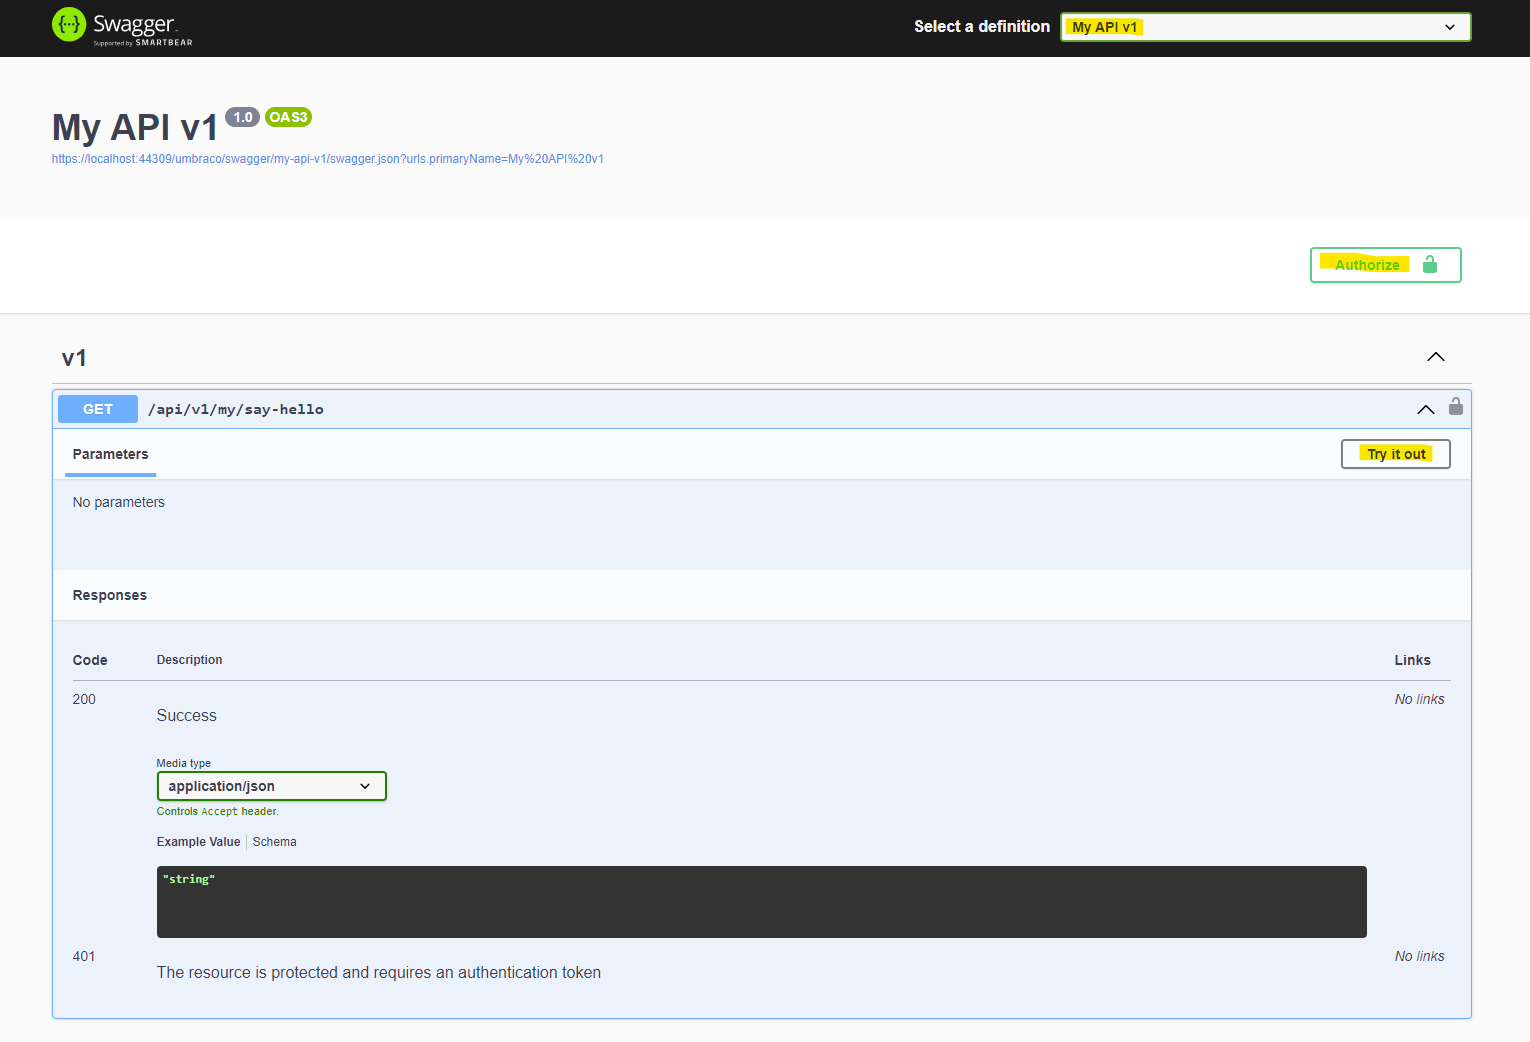 Swagger.
Supported by SMARTBEAR
Select a definition
My API v1
My API v1 1.0 OAS3
https://localhost:44309/umbraco/swagger/my-api-v1/swagger.json?urls.primaryName=My%20API%20v1
Authorize
v1
GET /api/v1/my/say-hello
Parameters
Try it out
No parameters
Responses
Code Description Links
200 No links
Success
Media type
application/json
Controls Accept header.
Example Value Schema
"string"
401 No links
The resource is protected and requires an authentication token